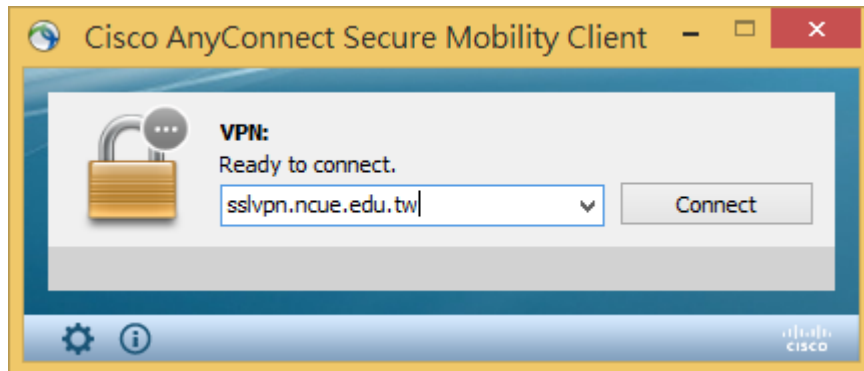 Cisco AnyConnect Secure Mobility Client
VPN:
Ready to connect.
sslvpn.ncue.edu.tw
Connect
CISCO